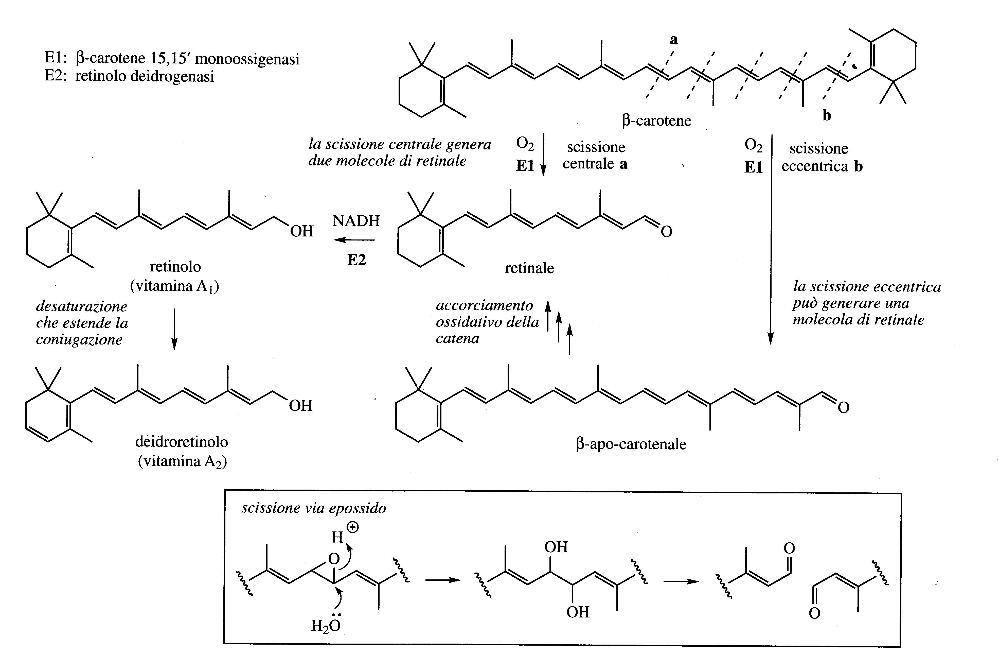 E1: β-carotene 15,15′ monoossigenasi
E2: retinolo deidrogenasi
a
b
β-carotene
la scissione centrale genera
due molecole di retinale
O₂
E1
scissione
centrale a
O₂
E1
scissione
eccentrica b
OH
NADH
E2
O
retinolo
(vitamina A₁)
retinale
desaturazione
che estende la
coniugazione
accorciamento
ossidativo della
catena
la scissione eccentrica
può generare una
molecola di retinale
OH
O
deidroretinolo
(vitamina A₂)
β-apo-carotenale
scissione via epossido
H ⊕
O
H₂O
OH
OH
O
O